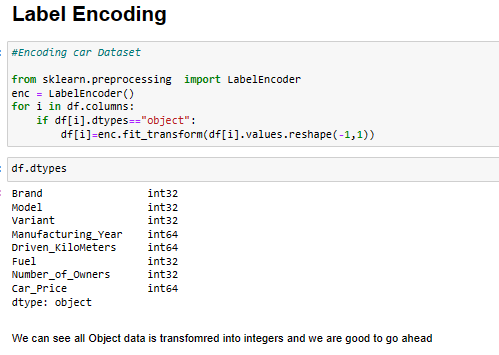 Label Encoding
#Encoding car Dataset
from sklearn.preprocessing  import LabelEncoder
enc = LabelEncoder()
for i in df.columns:
    if df[i].dtypes=="object":
        df[i]=enc.fit_transform(df[i].values.reshape(-1,1))
df.dtypes
Brand                  int32
Model                  int32
Variant                int32
Manufacturing_Year     int64
Driven_KiloMeters      int64
Fuel                   int32
Number_of_Owners       int32
Car_Price              int64
dtype: object
We can see all Object data is transfomred into integers and we are good to go ahead